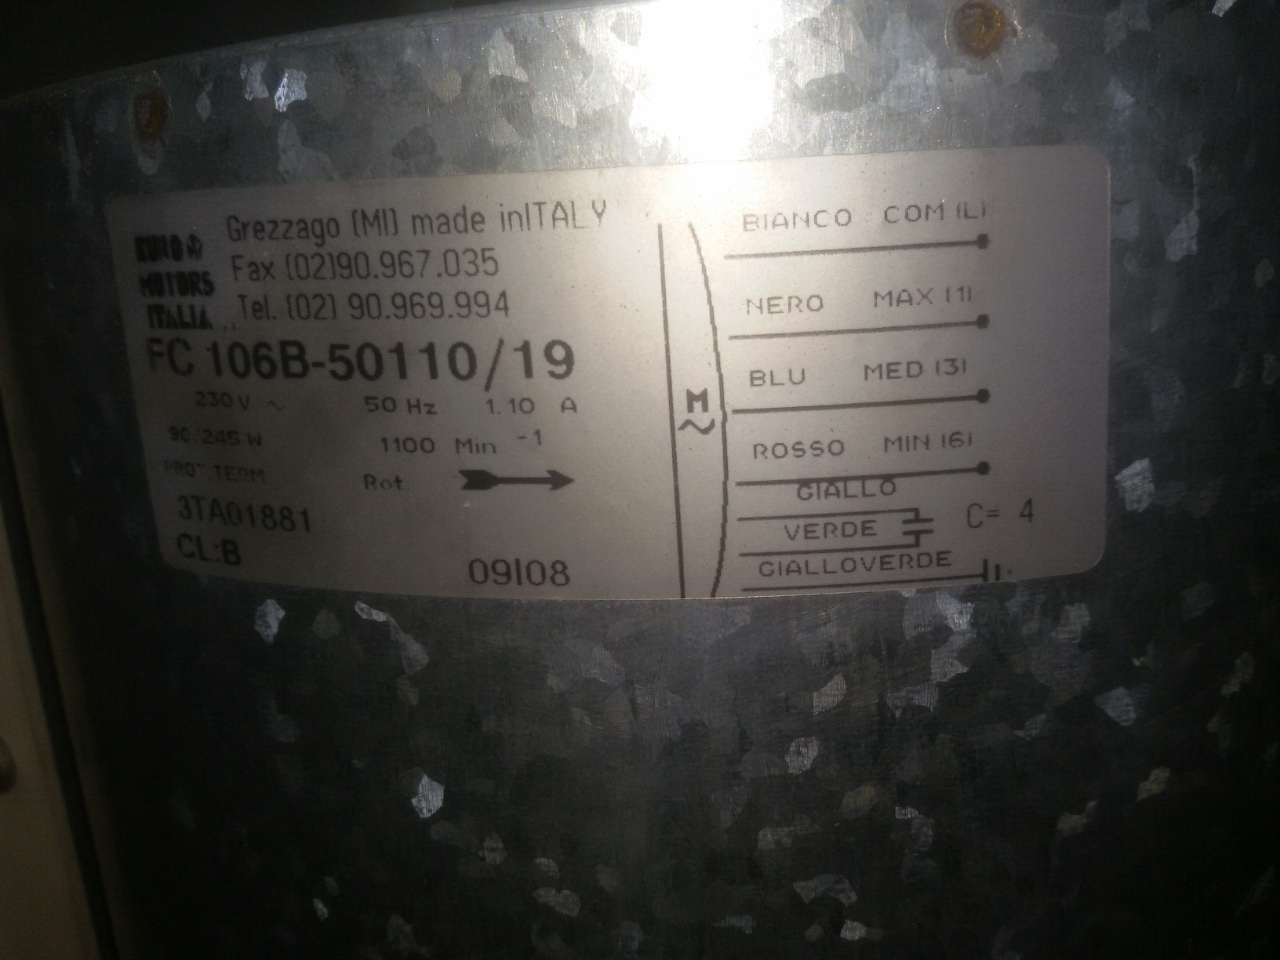 EURO
MOTORS
ITALIA
Grezzago (MI) made inITALY
Fax (02)90.967.035
Tel. (02) 90.969.994
FC 106B-50110/19
230 V ~ 50 Hz 1.10 A
90/245 W 1100 Min -1
PROT.TERM Rot.
3TA01881
CL:B
09/08
M
~
BIANCO COM (L)
NERO MAX (1)
BLU MED (3)
ROSSO MIN (6)
GIALLO
VERDE C= 4
GIALLOVERDE